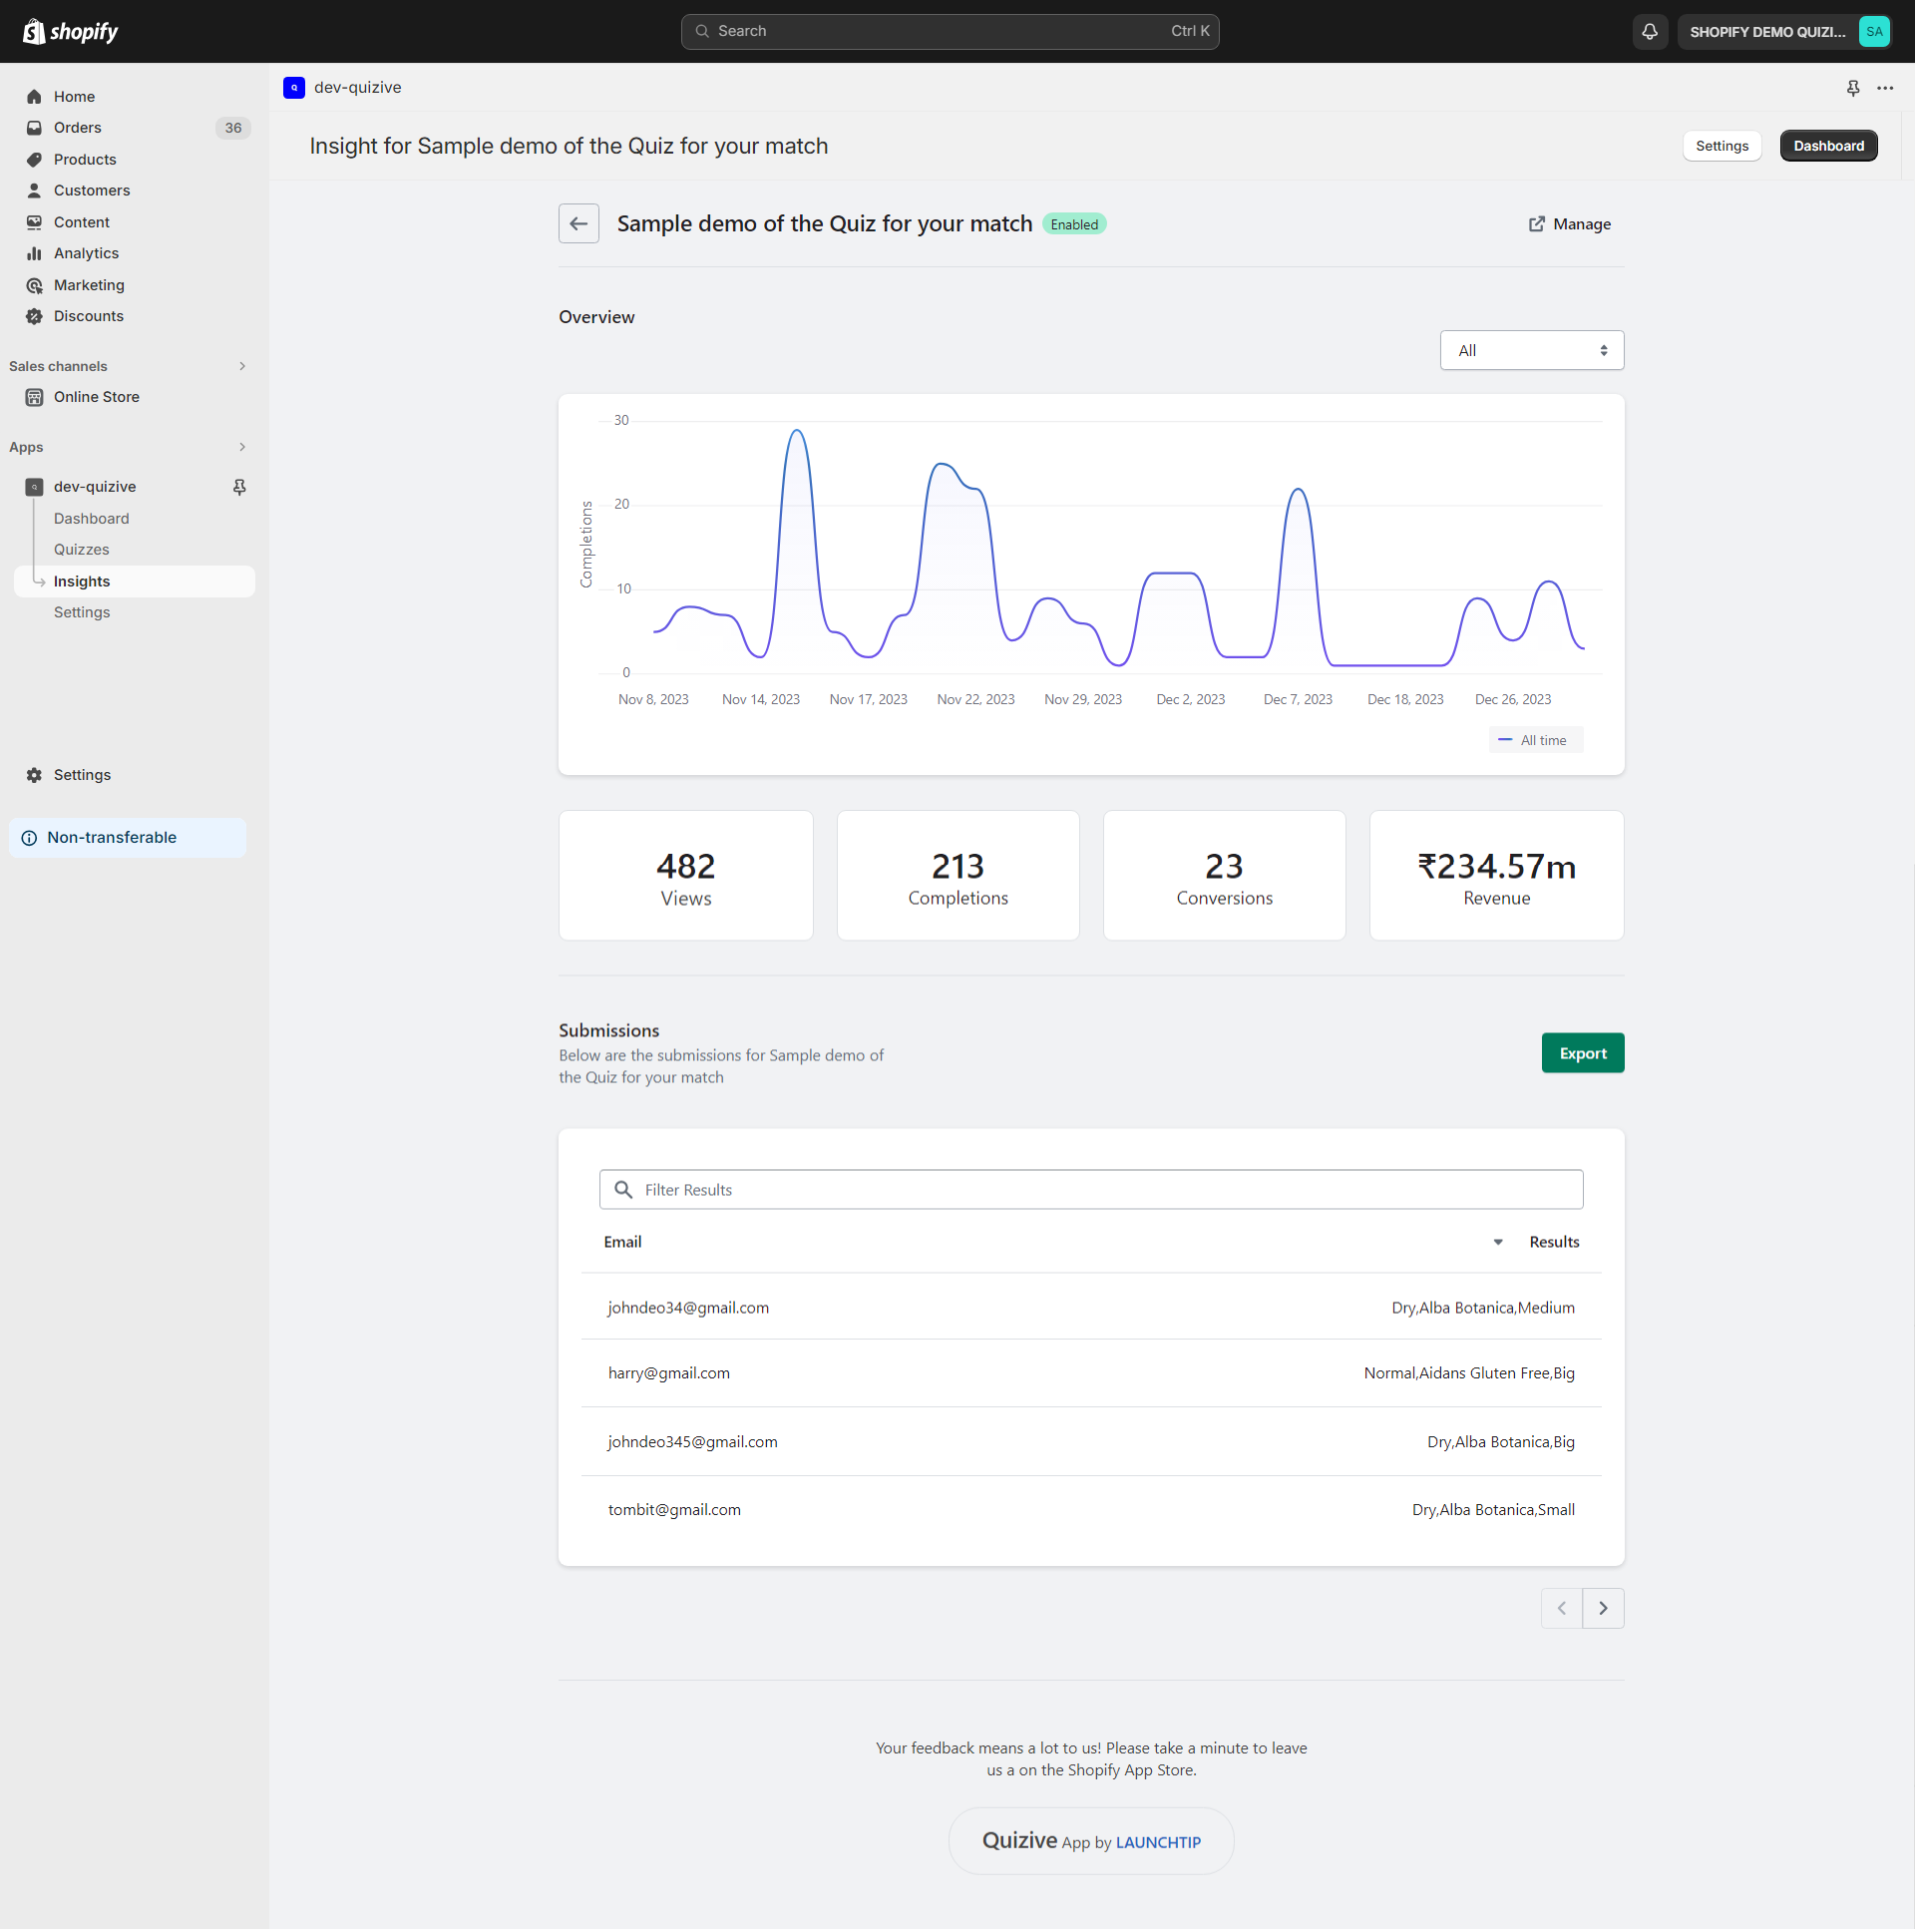 shopify
Search
Ctrl K
SHOPIFY DEMO QUIZI...
SA
Home
Orders
36
Products
Customers
Content
Analytics
Marketing
Discounts
Sales channels
Online Store
Apps
dev-quizive
Dashboard
Quizzes
Insights
Settings
Settings
Non-transferable
dev-quizive
Insight for Sample demo of the Quiz for your match
Settings
Dashboard
Sample demo of the Quiz for your match
Enabled
Manage
Overview
All
Completions
30
20
10
0
Nov 8, 2023
Nov 14, 2023
Nov 17, 2023
Nov 22, 2023
Nov 29, 2023
Dec 2, 2023
Dec 7, 2023
Dec 18, 2023
Dec 26, 2023
All time
482
Views
213
Completions
23
Conversions
₹234.57m
Revenue
Submissions
Below are the submissions for Sample demo of
the Quiz for your match
Export
Filter Results
Email
Results
johndeo34@gmail.com
Dry,Alba Botanica,Medium
harry@gmail.com
Normal,Aidans Gluten Free,Big
johndeo345@gmail.com
Dry,Alba Botanica,Big
tombit@gmail.com
Dry,Alba Botanica,Small
Your feedback means a lot to us! Please take a minute to leave
us a on the Shopify App Store.
Quizive App by LAUNCHTIP